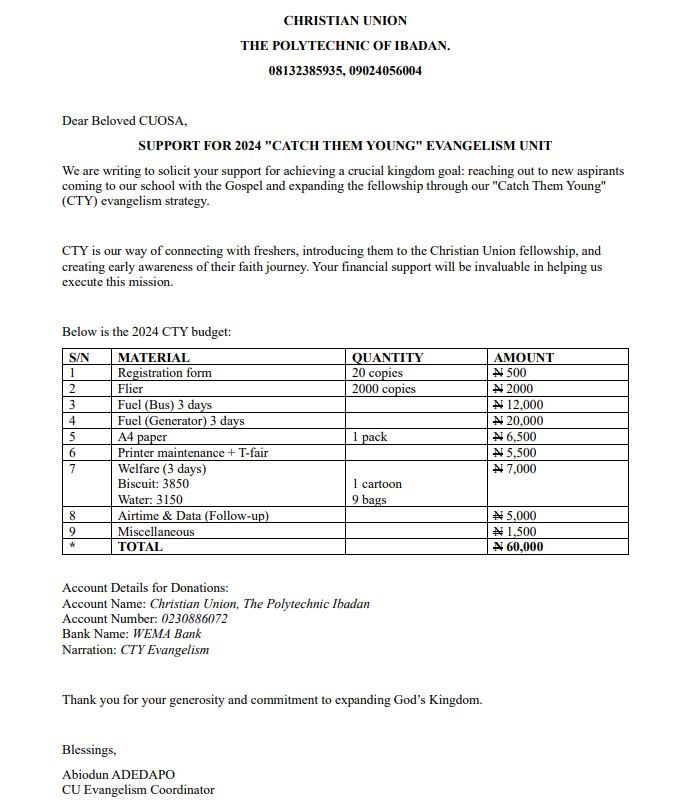 CHRISTIAN UNION
THE POLYTECHNIC OF IBADAN.
08132385935, 09024056004
Dear Beloved CUOSA,
SUPPORT FOR 2024 "CATCH THEM YOUNG" EVANGELISM UNIT
We are writing to solicit your support for achieving a crucial kingdom goal: reaching out to new aspirants
coming to our school with the Gospel and expanding the fellowship through our "Catch Them Young"
(CTY) evangelism strategy.
CTY is our way of connecting with freshers, introducing them to the Christian Union fellowship, and
creating early awareness of their faith journey. Your financial support will be invaluable in helping us
execute this mission.
Below is the 2024 CTY budget:
S/N MATERIAL QUANTITY AMOUNT
1 Registration form 20 copies ₦ 500
2 Flier 2000 copies ₦ 2000
3 Fuel (Bus) 3 days ₦ 12,000
4 Fuel (Generator) 3 days ₦ 20,000
5 A4 paper 1 pack ₦ 6,500
6 Printer maintenance + T-fair ₦ 5,500
7 Welfare (3 days) ₦ 7,000
Biscuit: 3850 1 cartoon
Water: 3150 9 bags
8 Airtime & Data (Follow-up) ₦ 5,000
9 Miscellaneous ₦ 1,500
* TOTAL ₦ 60,000
Account Details for Donations:
Account Name: Christian Union, The Polytechnic Ibadan
Account Number: 0230886072
Bank Name: WEMA Bank
Narration: CTY Evangelism
Thank you for your generosity and commitment to expanding God’s Kingdom.
Blessings,
Abiodun ADEDAPO
CU Evangelism Coordinator